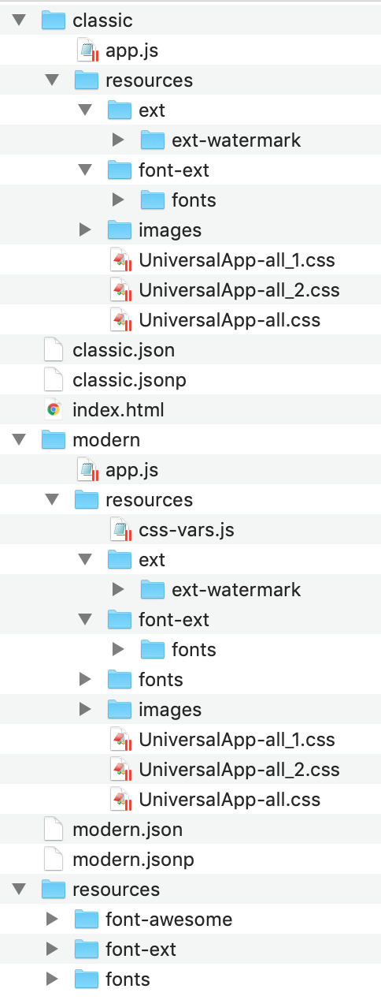 classic
app.js
resources
ext
ext-watermark
font-ext
fonts
images
UniversalApp-all_1.css
UniversalApp-all_2.css
UniversalApp-all.css
classic.json
classic.jsonp
index.html
modern
app.js
resources
css-vars.js
ext
ext-watermark
font-ext
fonts
fonts
images
UniversalApp-all_1.css
UniversalApp-all_2.css
UniversalApp-all.css
modern.json
modern.jsonp
resources
font-awesome
font-ext
fonts